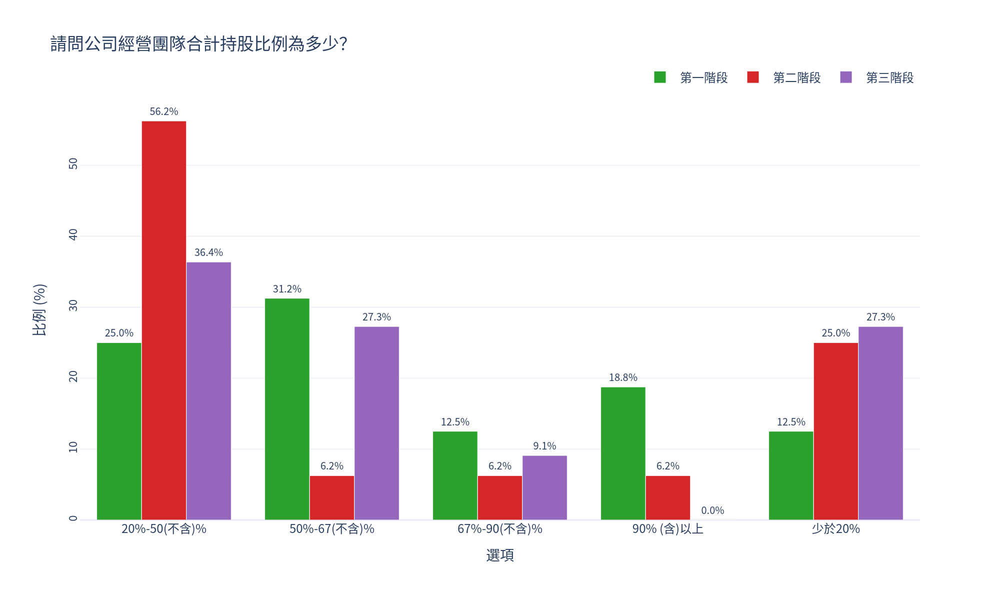 請問公司經營團隊合計持股比例為多少?
第一階段 第二階段 第三階段
比例 (%)
50
40
30
20
10
0
25.0% 56.2% 36.4%
31.2% 6.2% 27.3%
12.5% 6.2% 9.1%
18.8% 6.2% 0.0%
12.5% 25.0% 27.3%
20%-50(不含)% 50%-67(不含)% 67%-90(不含)% 90% (含)以上 少於20%
選項